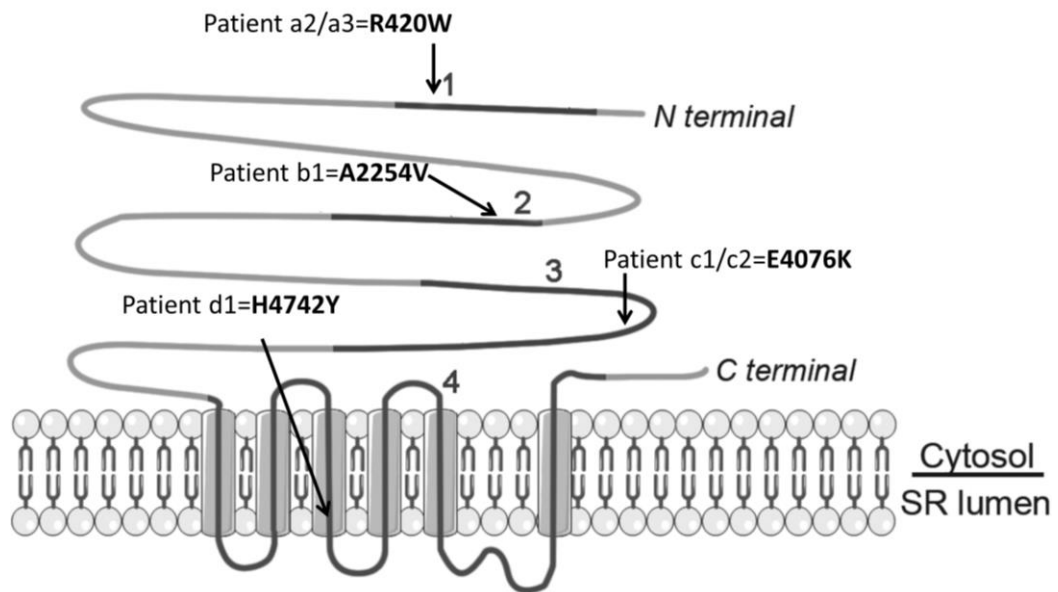 Patient a2/a3=R420W
1
N terminal
Patient b1=A2254V
2
3
Patient c1/c2=E4076K
Patient d1=H4742Y
C terminal
4
Cytosol
SR lumen